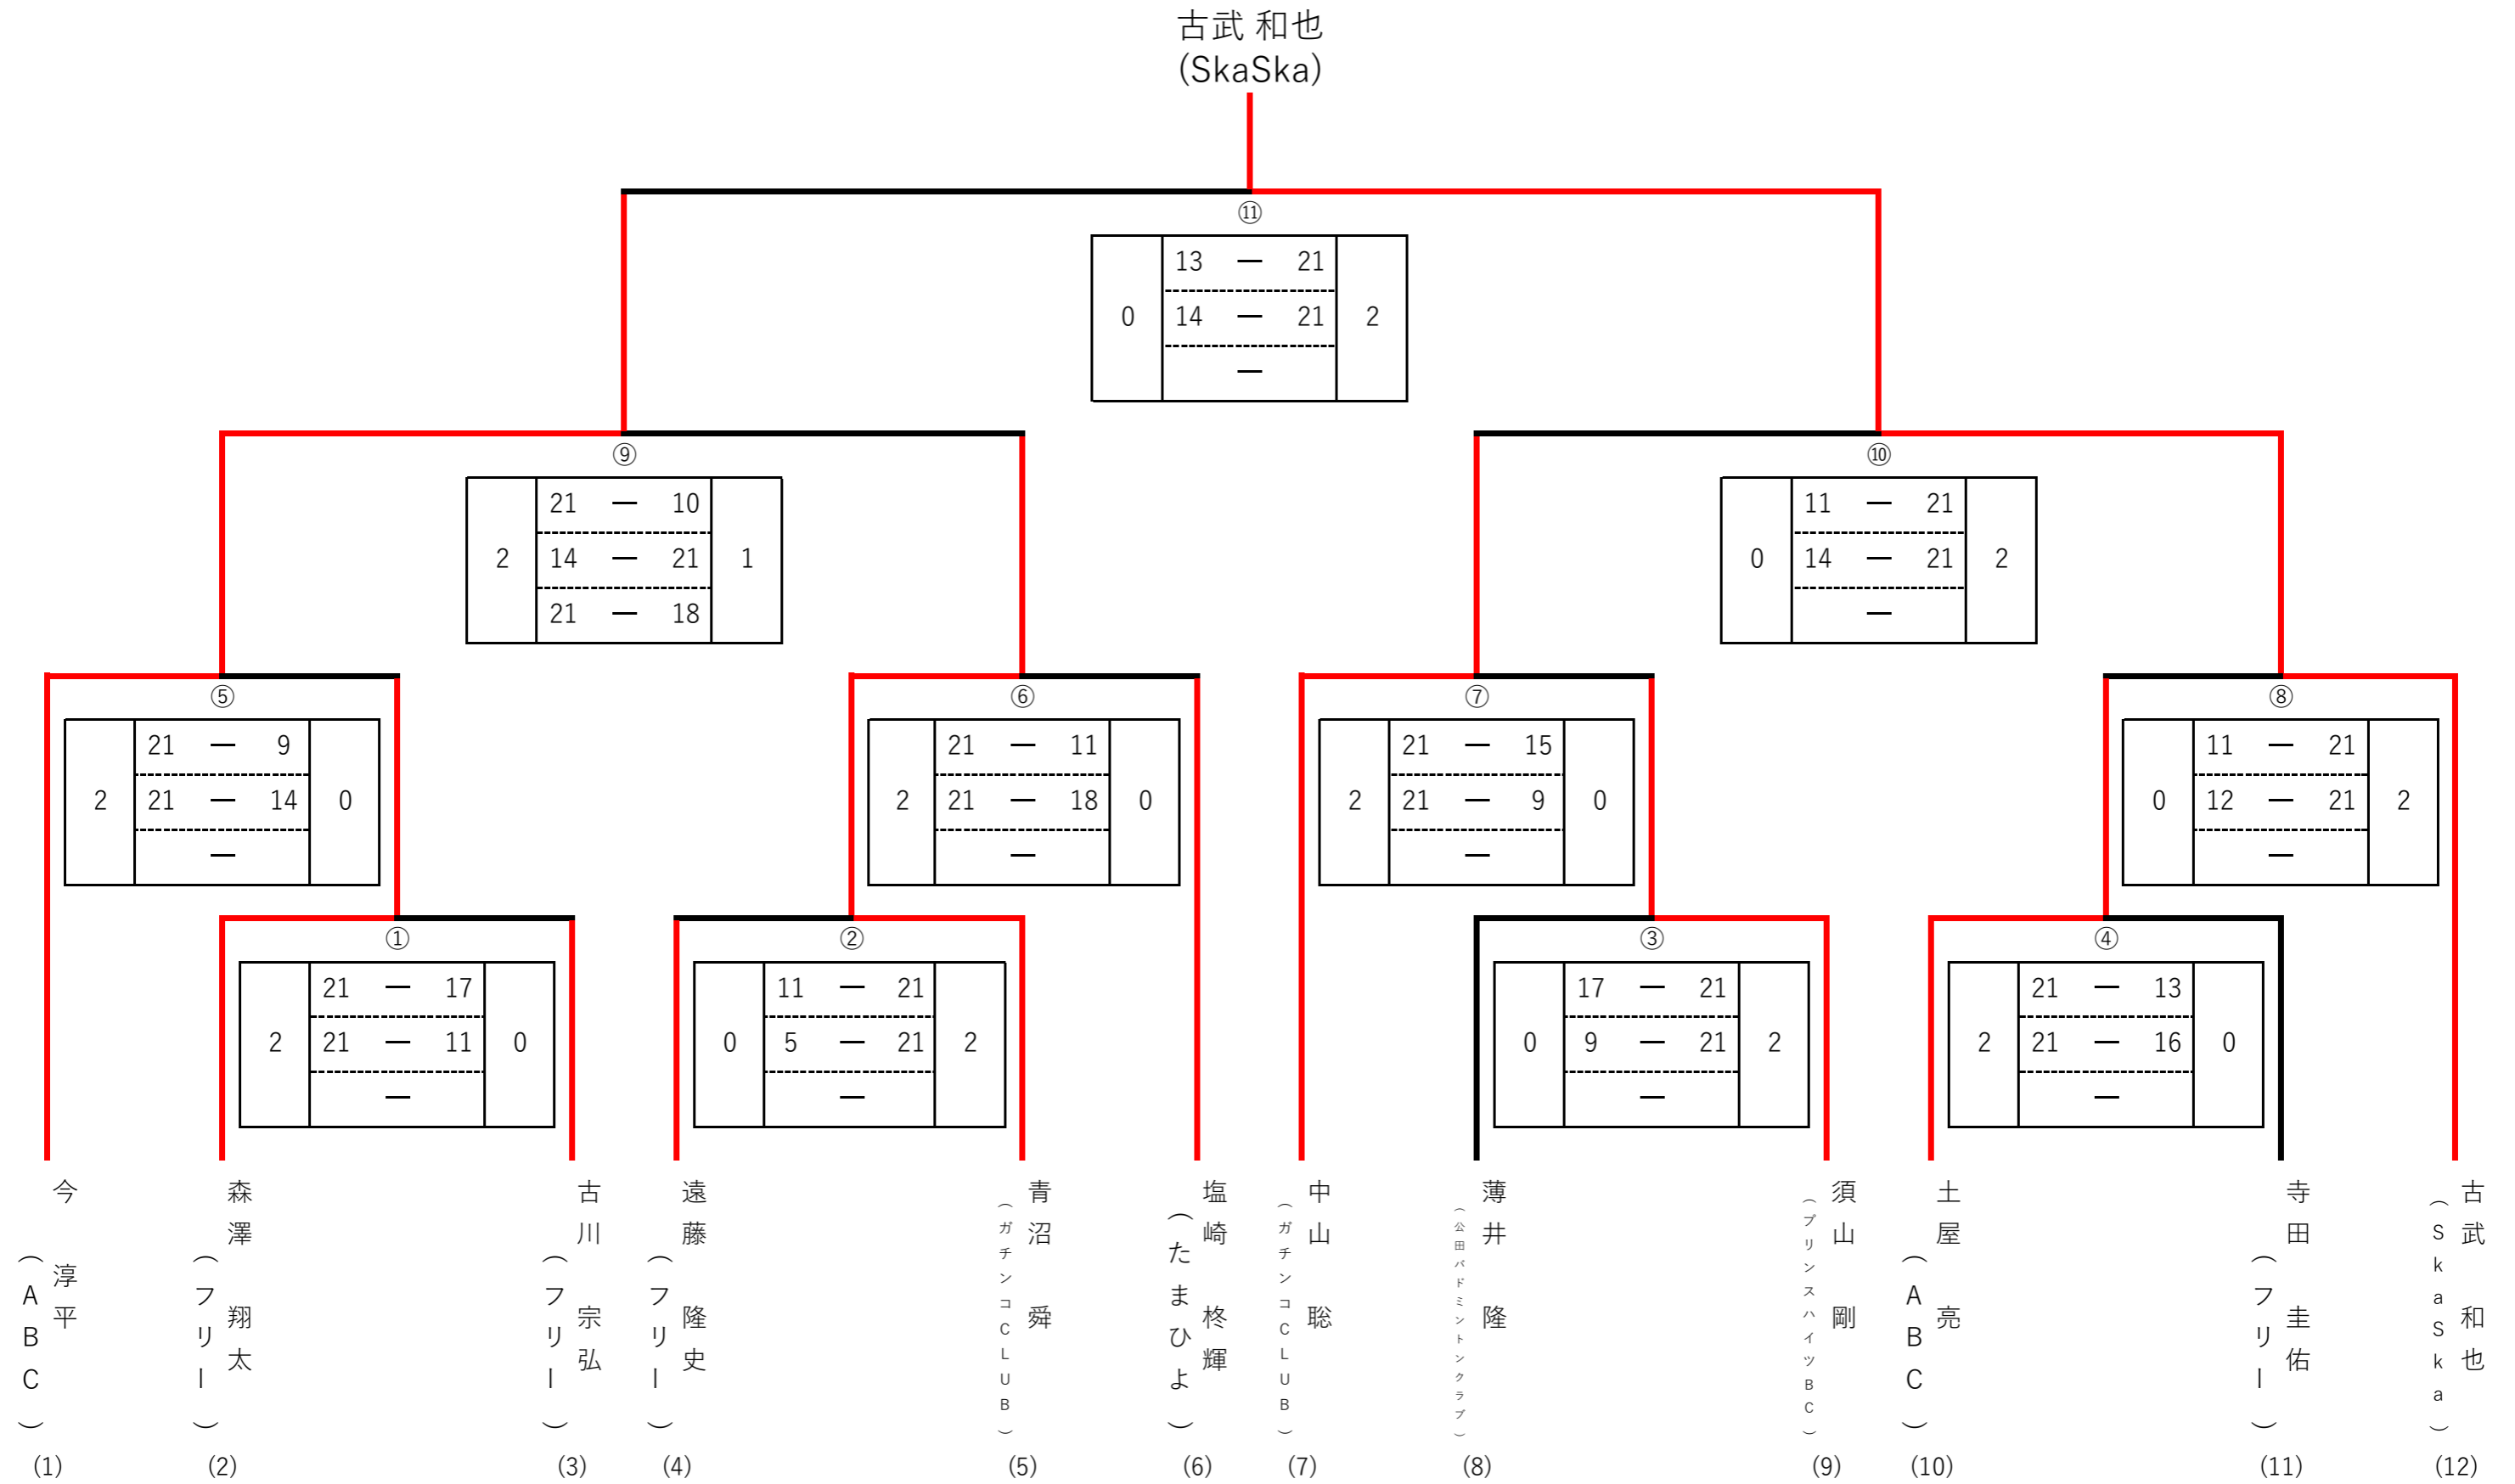 古武 和也
(SkaSka)
⑪
13 ー 21
0 14 ー 21 2
ー
⑨
21 ー 10
2 14 ー 21 1
21 ー 18
⑩
11 ー 21
0 14 ー 21 2
ー
⑤
21 ー 9
2 21 ー 14 0
ー
⑥
21 ー 11
2 21 ー 18 0
ー
⑦
21 ー 15
2 21 ー 9 0
ー
⑧
11 ー 21
0 12 ー 21 2
ー
①
21 ー 17
2 21 ー 11 0
ー
②
11 ー 21
0 5 ー 21 2
ー
③
17 ー 21
0 9 ー 21 2
ー
④
21 ー 13
2 21 ー 16 0
ー
今 淳平
(ABC)
(1)
森澤 翔太
(フリー)
(2)
古川 宗弘
(フリー)
(3)
遠藤 隆史
(フリー)
(4)
青沼 舜
(ガチンコCLUB)
(5)
塩崎 柊輝
(たまひよ)
(6)
中山 聡
(ガチンコCLUB)
(7)
薄井 隆
(公田バドミントンクラブ)
(8)
須山 剛
(プリンスハイツBC)
(9)
土屋 亮
(ABC)
(10)
寺田 圭佑
(フリー)
(11)
古武 和也
(SkaSka)
(12)